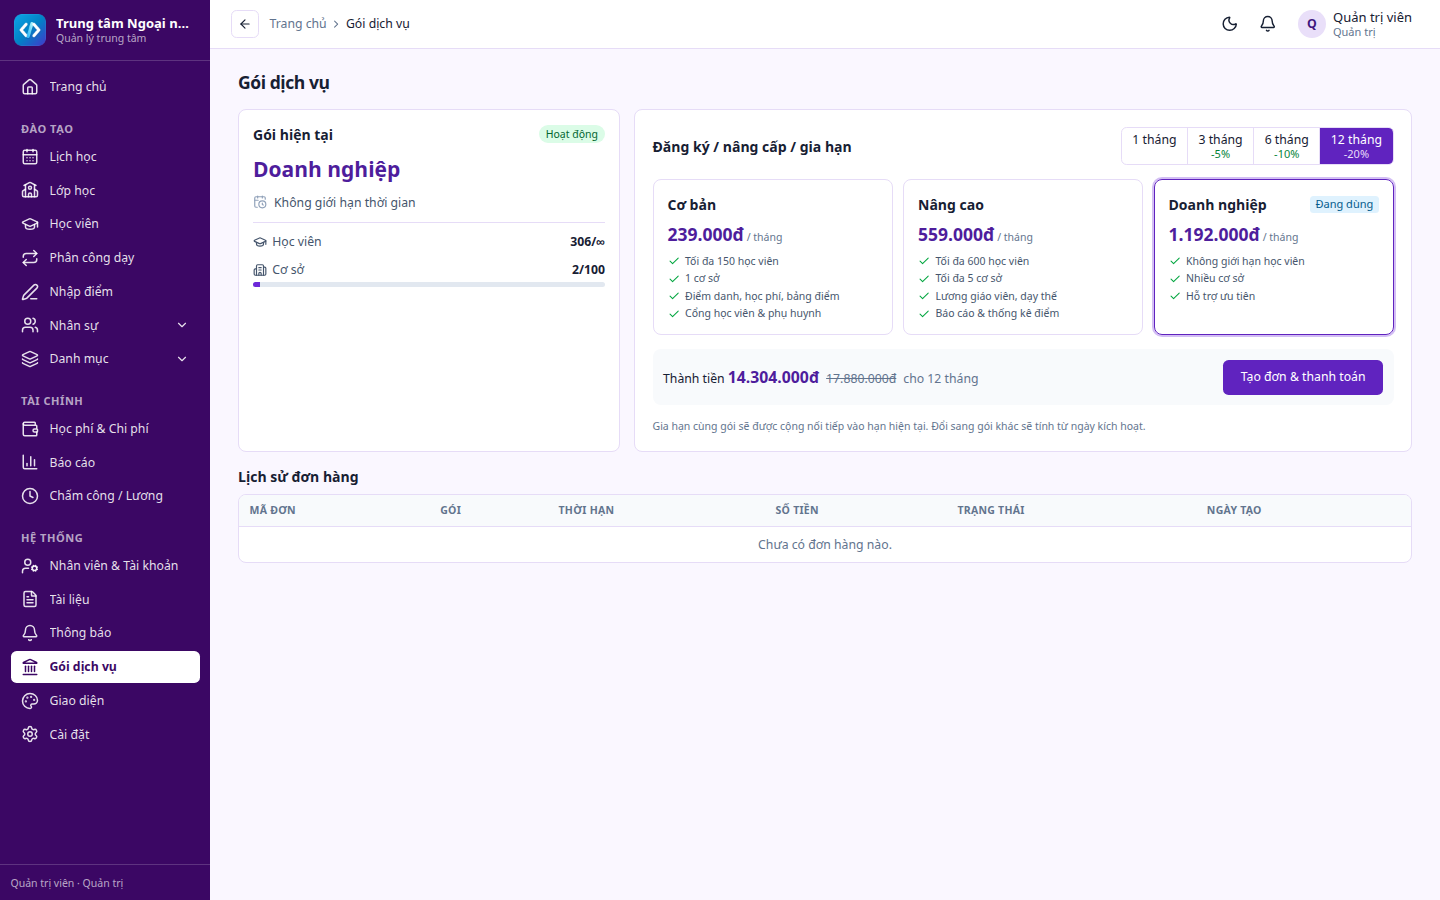 Trung tâm Ngoại n...
Quản lý trung tâm
Trang chủ
ĐÀO TẠO
Lịch học
Lớp học
Học viên
Phân công dạy
Nhập điểm
Nhân sự
Danh mục
TÀI CHÍNH
Học phí & Chi phí
Báo cáo
Chấm công / Lương
HỆ THỐNG
Nhân viên & Tài khoản
Tài liệu
Thông báo
Gói dịch vụ
Giao diện
Cài đặt
Quản trị viên · Quản trị
Trang chủ > Gói dịch vụ
Q
Quản trị viên
Quản trị
Gói dịch vụ
Gói hiện tại
Hoạt động
Doanh nghiệp
Không giới hạn thời gian
Học viên 306/∞
Cơ sở 2/100
Đăng ký / nâng cấp / gia hạn
1 tháng
3 tháng
-5%
6 tháng
-10%
12 tháng
-20%
Cơ bản
239.000đ / tháng
Tối đa 150 học viên
1 cơ sở
Điểm danh, học phí, bảng điểm
Cổng học viên & phụ huynh
Nâng cao
559.000đ / tháng
Tối đa 600 học viên
Tối đa 5 cơ sở
Lương giáo viên, dạy thế
Báo cáo & thống kê điểm
Doanh nghiệp Đang dùng
1.192.000đ / tháng
Không giới hạn học viên
Nhiều cơ sở
Hỗ trợ ưu tiên
Thành tiền 14.304.000đ 17.880.000đ cho 12 tháng
Tạo đơn & thanh toán
Gia hạn cùng gói sẽ được cộng nối tiếp vào hạn hiện tại. Đổi sang gói khác sẽ tính từ ngày kích hoạt.
Lịch sử đơn hàng
MÃ ĐƠN GÓI THỜI HẠN SỐ TIỀN TRẠNG THÁI NGÀY TẠO
Chưa có đơn hàng nào.